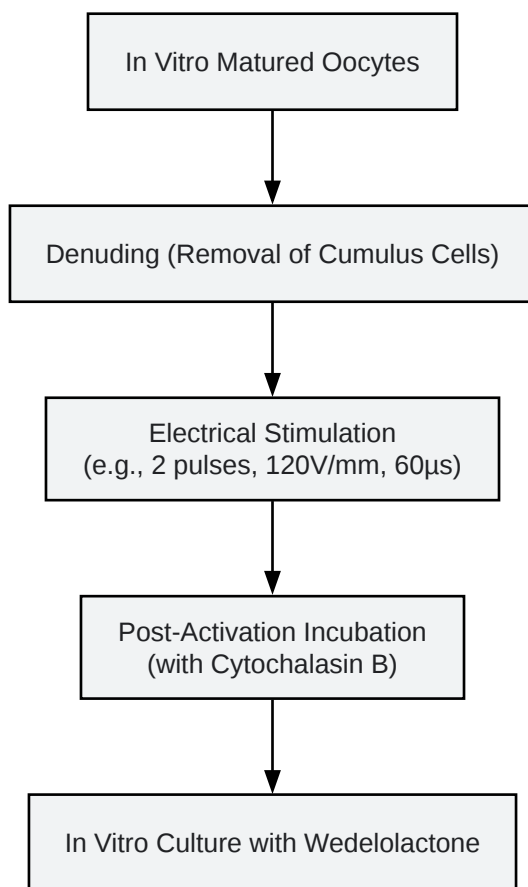 In Vitro Matured Oocytes
Denuding (Removal of Cumulus Cells)
Electrical Stimulation
(e.g., 2 pulses, 120V/mm, 60µs)
Post-Activation Incubation
(with Cytochalasin B)
In Vitro Culture with Wedelolactone